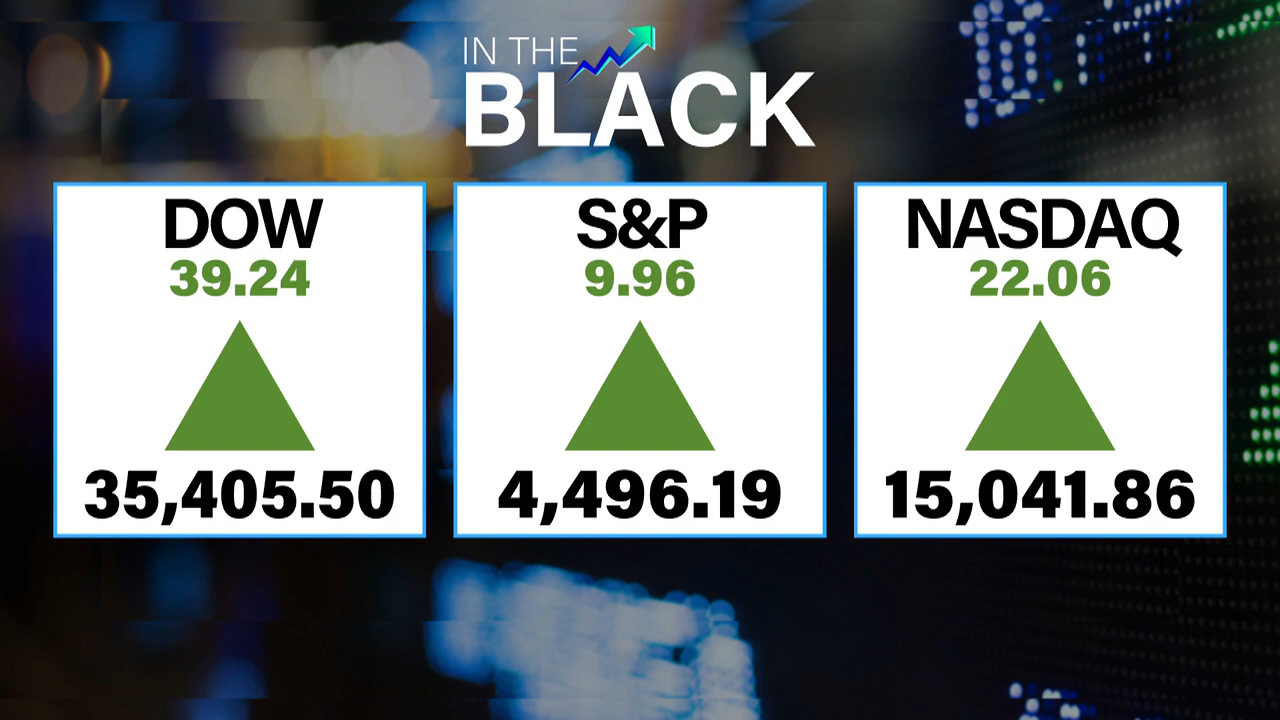 IN THE
BLACK
DOW
39.24
35,405.50
S&P
9.96
4,496.19
NASDAQ
22.06
15,041.86